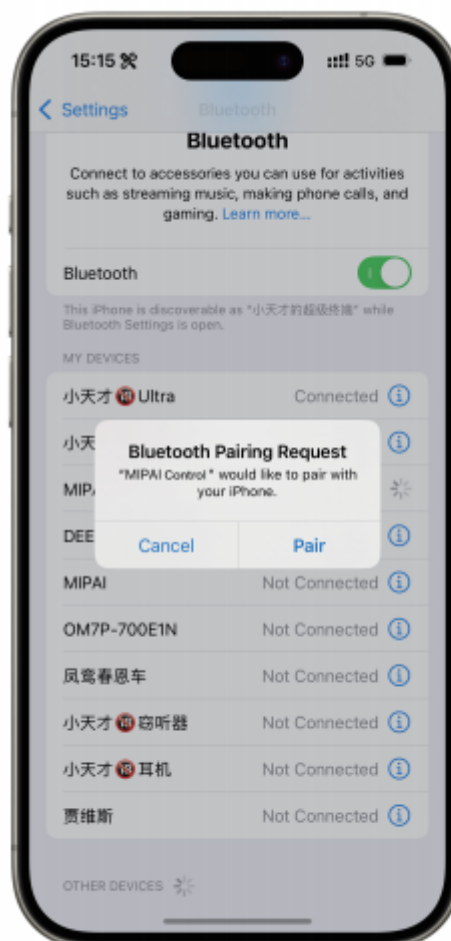 15:15 5G
Settings Bluetooth
Bluetooth
Connect to accessories you can use for activities
such as streaming music, making phone calls, and
gaming. Learn more...
Bluetooth
This iPhone is discoverable as "小天才的超级终端" while
Bluetooth Settings is open.
MY DEVICES
小天才🔞Ultra Connected
小天
Bluetooth Pairing Request
"MIPAI Control" would like to pair with
your iPhone.
MIPA
DEE
Cancel Pair
MIPAI Not Connected
OM7P-700E1N Not Connected
凤鸾春恩车 Not Connected
小天才🔞窃听器 Not Connected
小天才🔞耳机 Not Connected
贾维斯 Not Connected
OTHER DEVICES